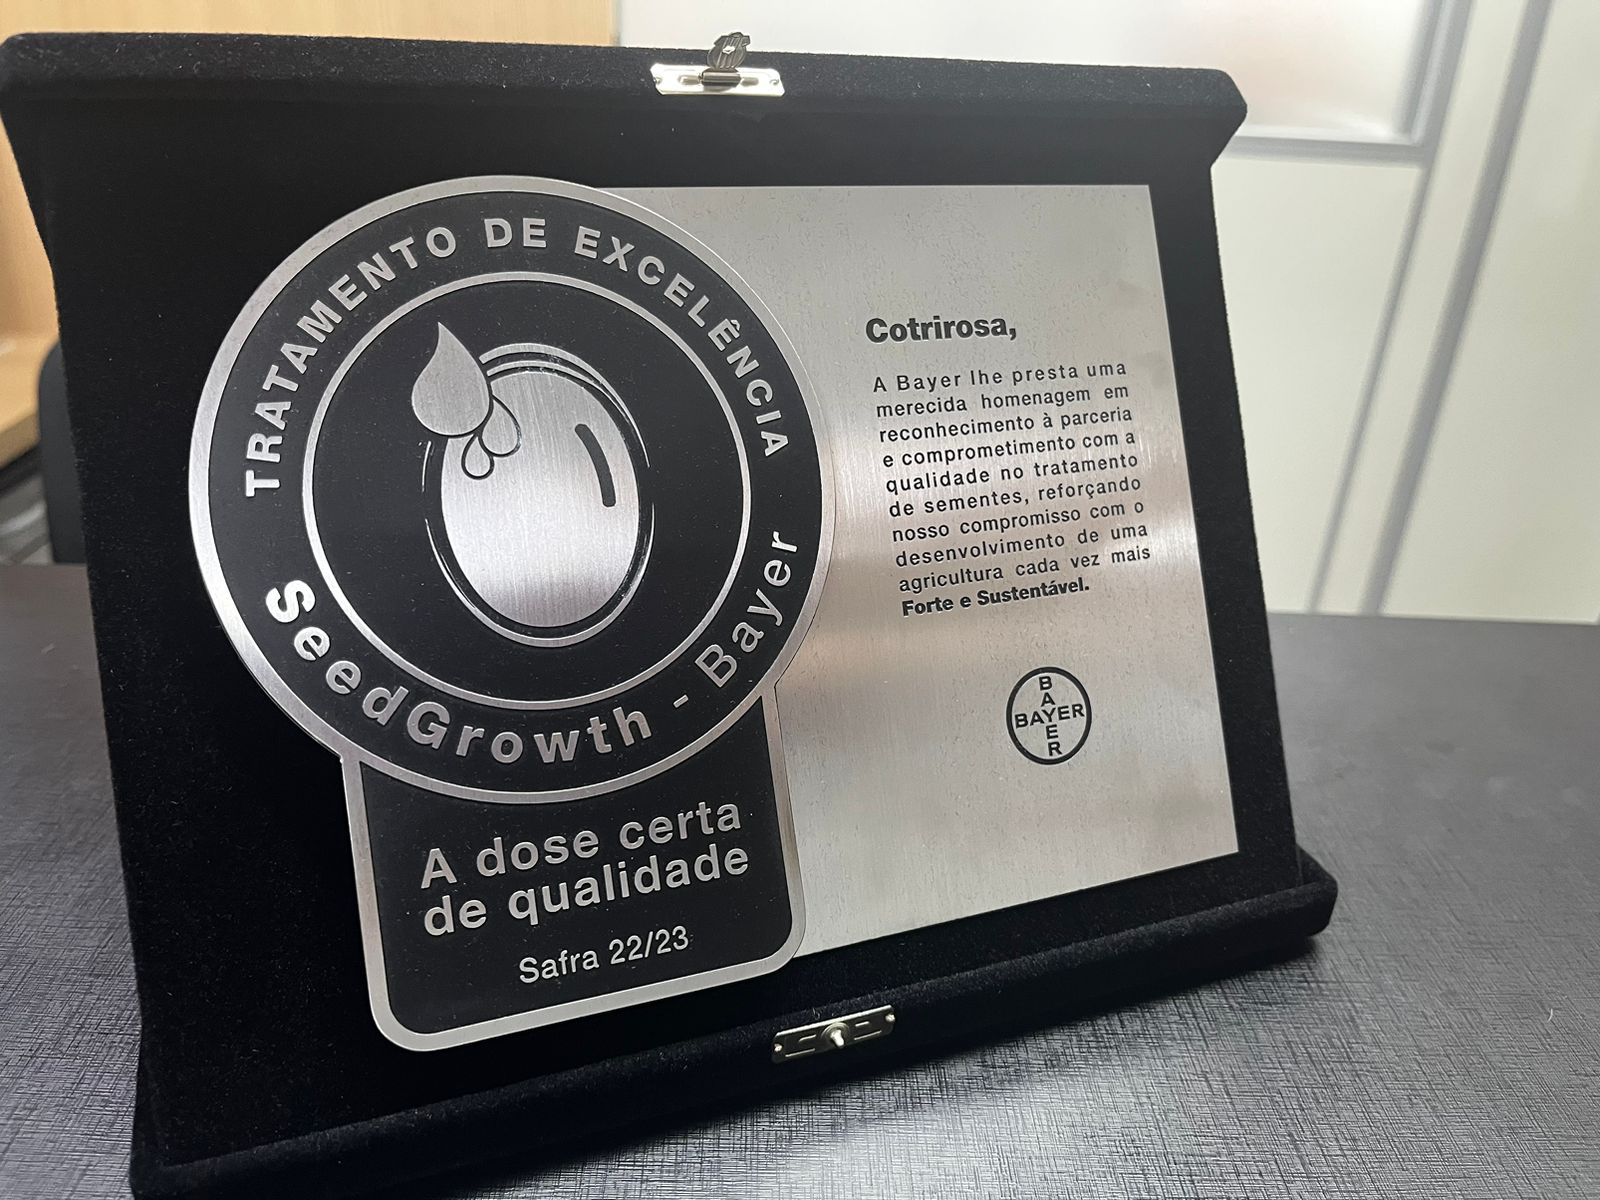 TRATAMENTO DE EXCELÊNCIA
SeedGrowth - Bayer
A dose certa
de qualidade
Safra 22/23
Cotrirosa,
A Bayer lhe presta uma
merecida homenagem em
reconhecimento à parceria
e comprometimento com a
qualidade no tratamento
de sementes, reforçando
nosso compromisso com o
desenvolvimento de uma
agricultura cada vez mais
Forte e Sustentável.
BAYER
BAYER